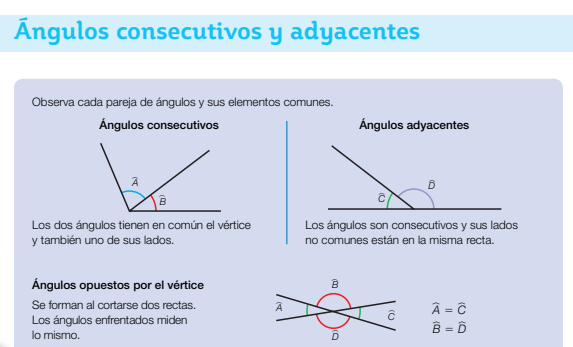 Ángulos consecutivos y adyacentes
Observa cada pareja de ángulos y sus elementos comunes.
Ángulos consecutivos
Â
B̂
Los dos ángulos tienen en común el vértice
y también uno de sus lados.
Ángulos adyacentes
Ĉ
D̂
Los ángulos son consecutivos y sus lados
no comunes están en la misma recta.
Ángulos opuestos por el vértice
Se forman al cortarse dos rectas.
Los ángulos enfrentados miden
lo mismo.
B̂
Â
Ĉ
D̂
Â = Ĉ
B̂ = D̂